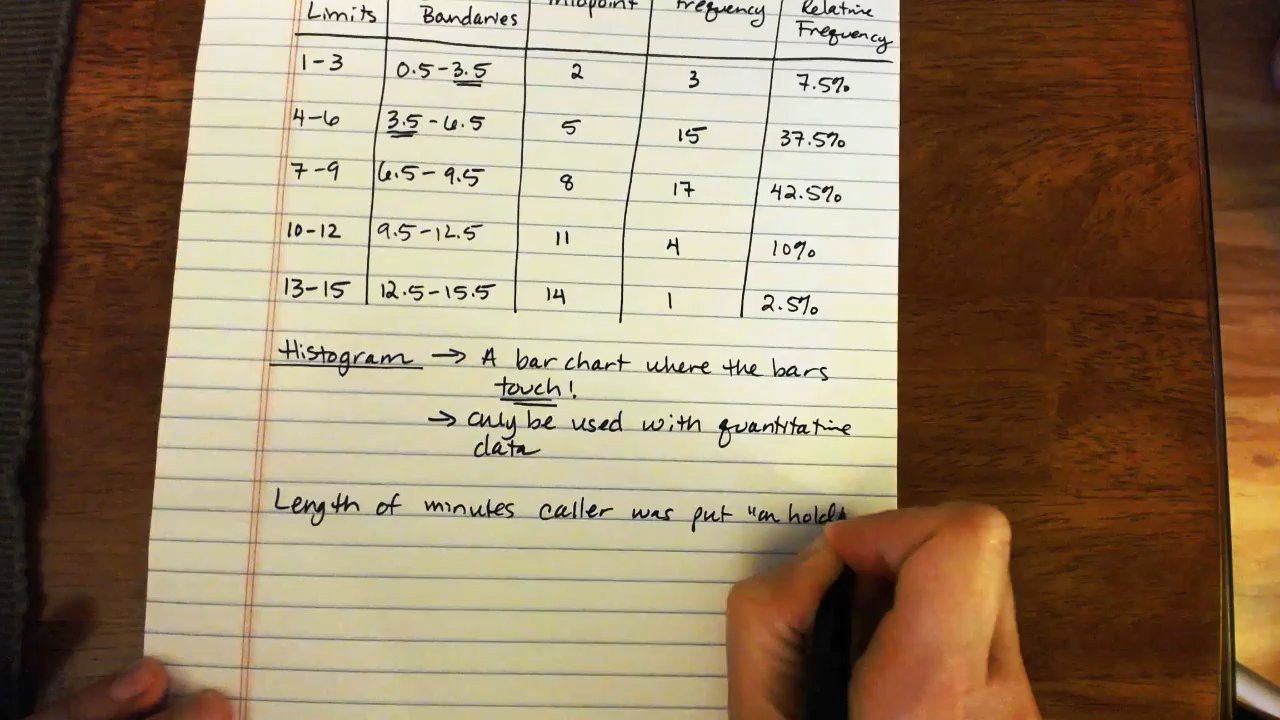 Limits Boundaries Midpoint Frequency Relative Frequency
1-3 0.5-3.5 2 3 7.5%
4-6 3.5-6.5 5 15 37.5%
7-9 6.5-9.5 8 17 42.5%
10-12 9.5-12.5 11 4 10%
13-15 12.5-15.5 14 1 2.5%
Histogram → A bar chart where the bars
touch!
→ only be used with quantitative
data
Length of minutes caller was put "on hold"